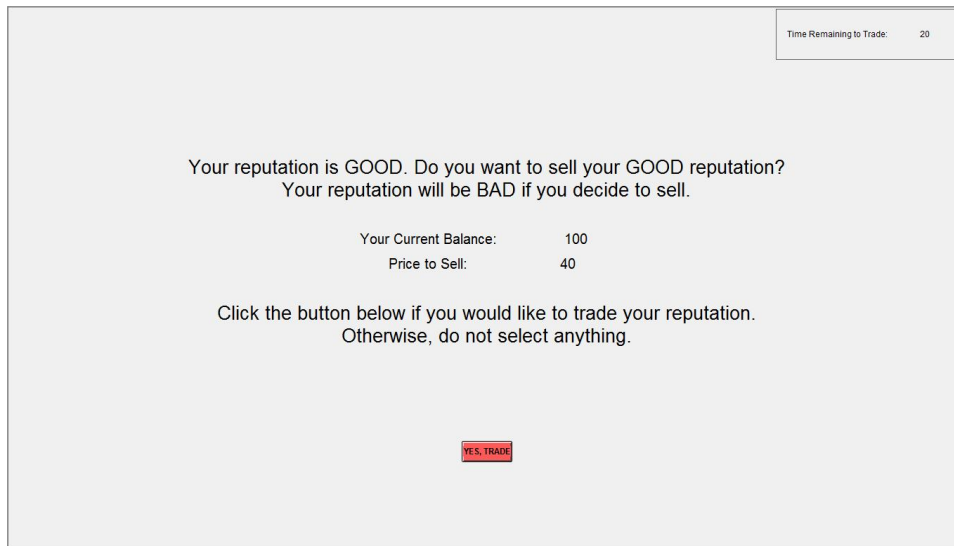 Time Remaining to Trade: 20
Your reputation is GOOD. Do you want to sell your GOOD reputation?
Your reputation will be BAD if you decide to sell.
Your Current Balance: 100
Price to Sell: 40
Click the button below if you would like to trade your reputation.
Otherwise, do not select anything.
YES, TRADE